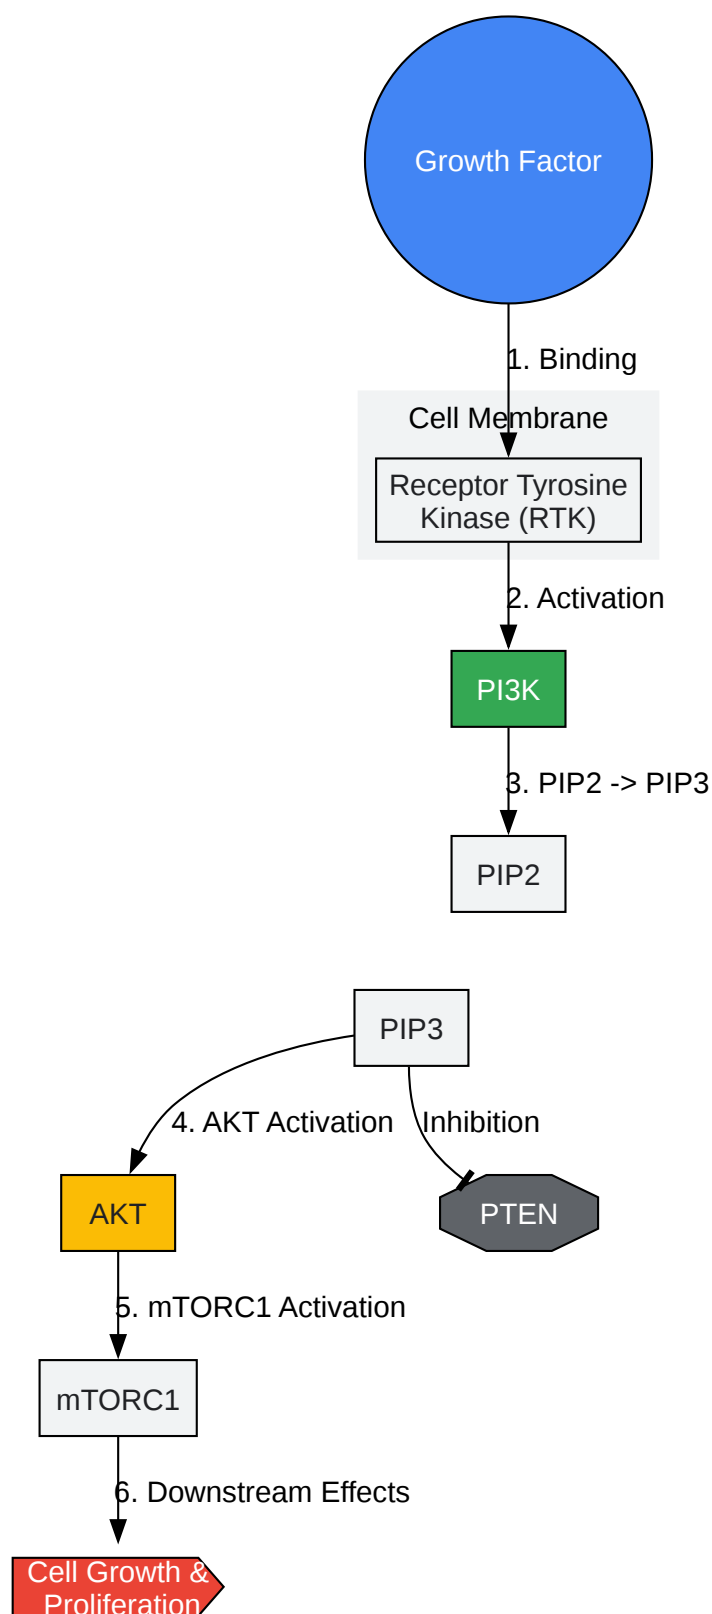 Growth Factor
1. Binding
Cell Membrane
Receptor Tyrosine
Kinase (RTK)
2. Activation
PI3K
3. PIP2 -> PIP3
PIP2
PIP3
4. AKT Activation
Inhibition
AKT
PTEN
5. mTORC1 Activation
mTORC1
6. Downstream Effects
Cell Growth &
Proliferation